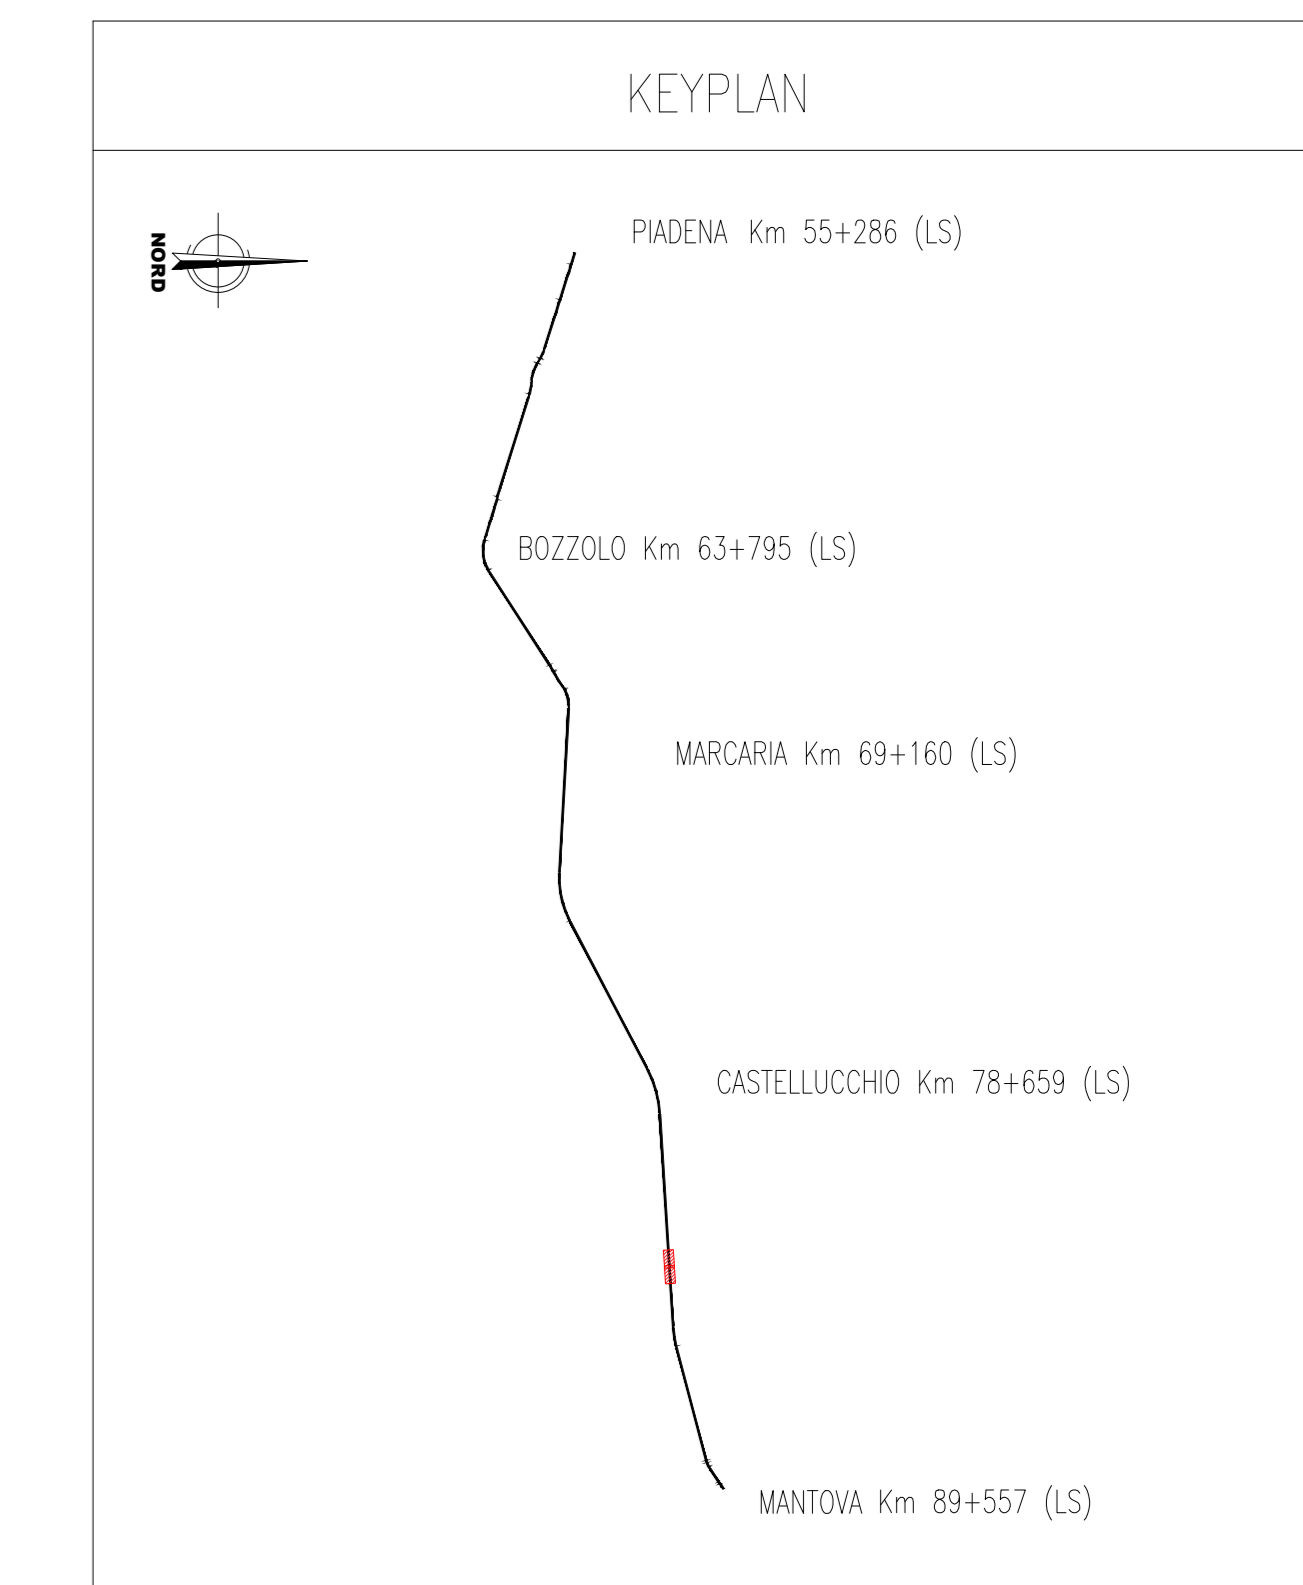 KEYPLAN
NORD
PIADENA Km 55+286 (LS)
BOZZOLO Km 63+795 (LS)
MARCARIA Km 69+160 (LS)
CASTELLUCCHIO Km 78+659 (LS)
MANTOVA Km 89+557 (LS)